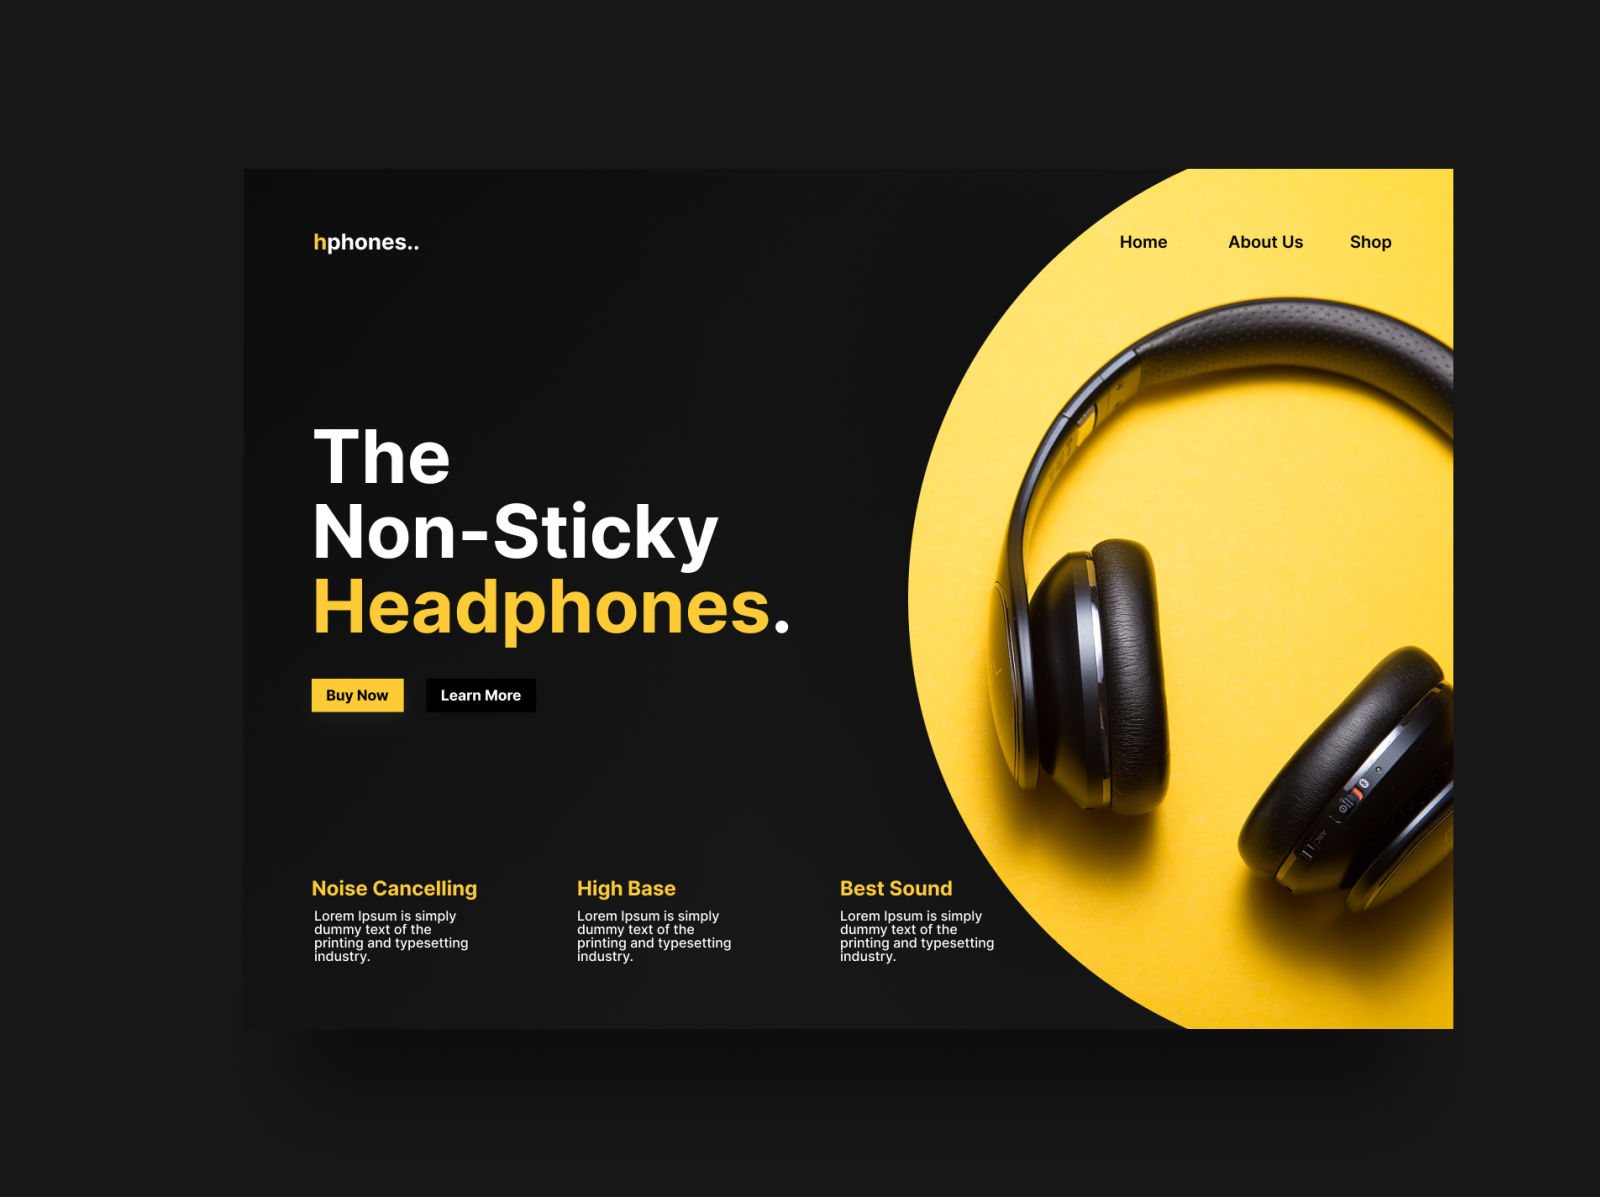 hphones..
Home
About Us
Shop
The
Non-Sticky
Headphones.
Buy Now
Learn More
Noise Cancelling
Lorem Ipsum is simply
dummy text of the
printing and typesetting
industry.
High Base
Lorem Ipsum is simply
dummy text of the
printing and typesetting
industry.
Best Sound
Lorem Ipsum is simply
dummy text of the
printing and typesetting
industry.